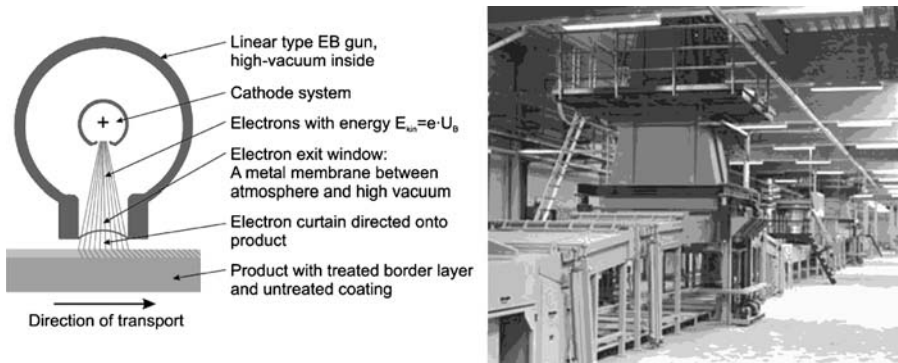 Linear type EB gun,
high-vacuum inside
Cathode system
+
Electrons with energy Eₖᵢₙ=e·U_B
Electron exit window:
A metal membrane between
atmosphere and high vacuum
Electron curtain directed onto
product
Product with treated border layer
and untreated coating
Direction of transport